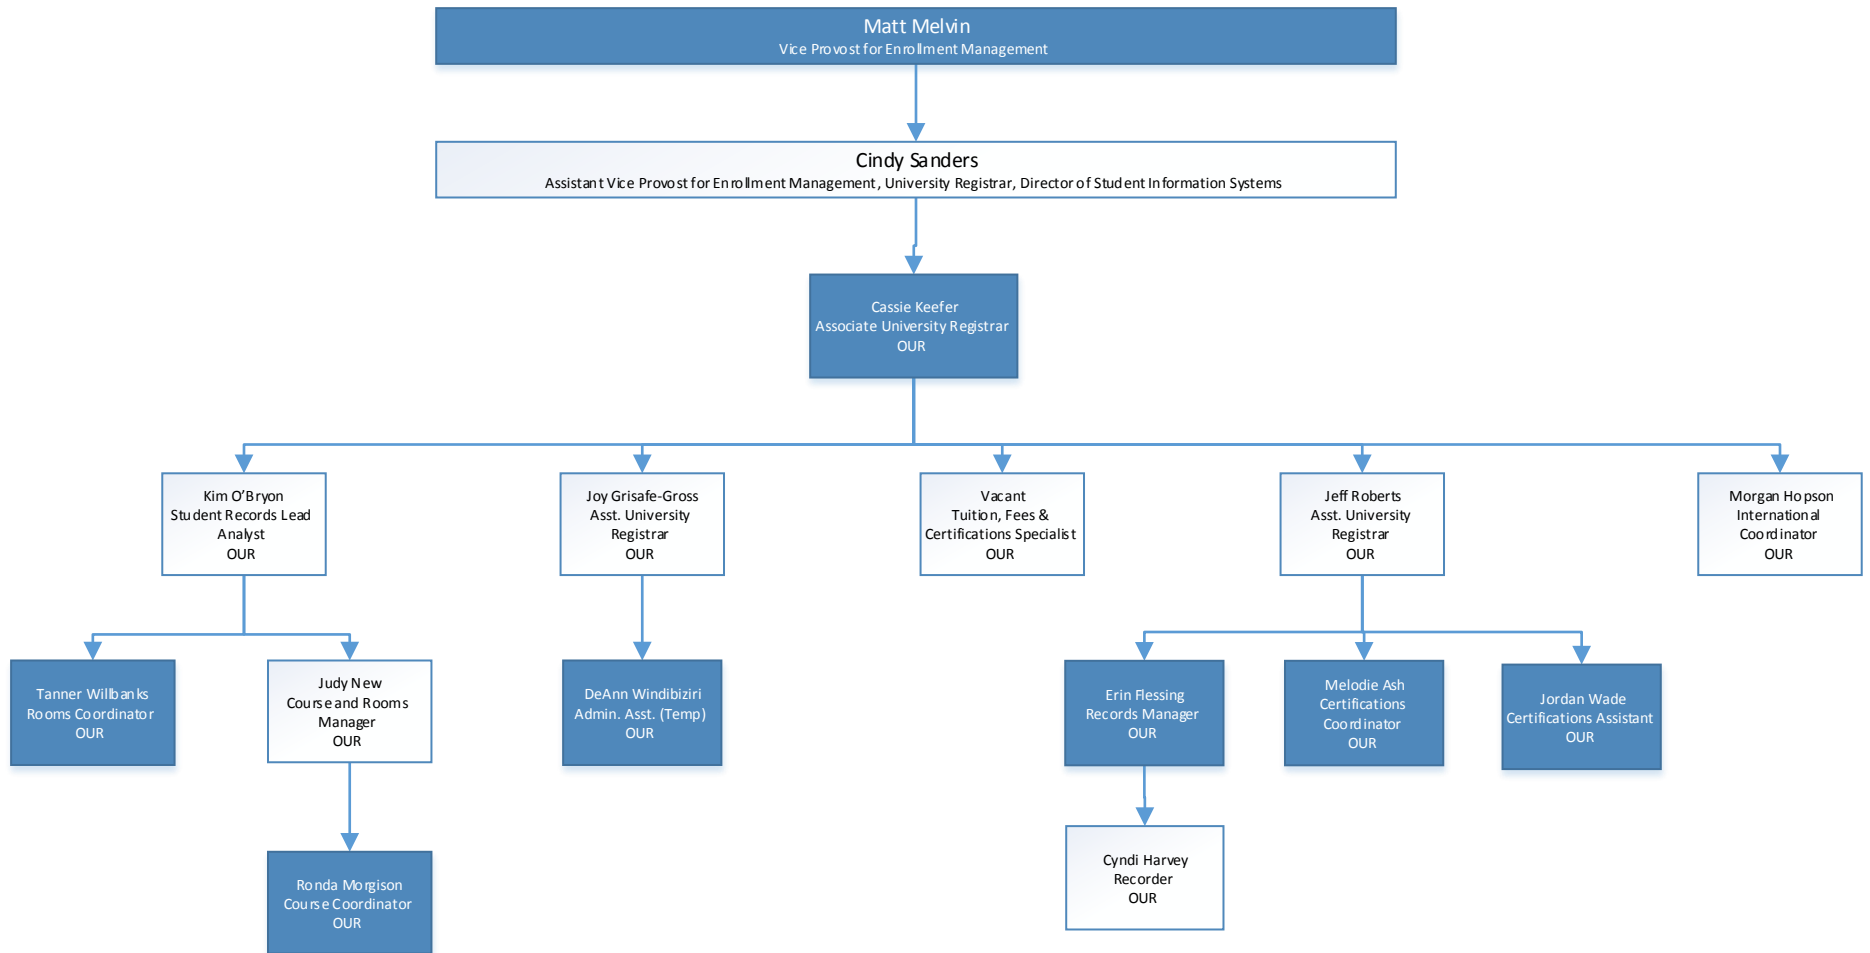 Matt Melvin
Vice Provost for Enrollment Management
Cindy Sanders
Assistant Vice Provost for Enrollment Management, University Registrar, Director of Student Information Systems
Cassie Keefer
Associate University Registrar
OUR
Kim O’Bryon
Student Records Lead
Analyst
OUR
Joy Grisafe-Gross
Asst. University
Registrar
OUR
Vacant
Tuition, Fees &
Certifications Specialist
OUR
Jeff Roberts
Asst. University
Registrar
OUR
Morgan Hopson
International
Coordinator
OUR
Tanner Willbanks
Rooms Coordinator
OUR
Judy New
Course and Rooms
Manager
OUR
DeAnn Windibiziri
Admin. Asst. (Temp)
OUR
Erin Flessing
Records Manager
OUR
Melodie Ash
Certifications
Coordinator
OUR
Jordan Wade
Certifications Assistant
OUR
Ronda Morgison
Course Coordinator
OUR
Cyndi Harvey
Recorder
OUR